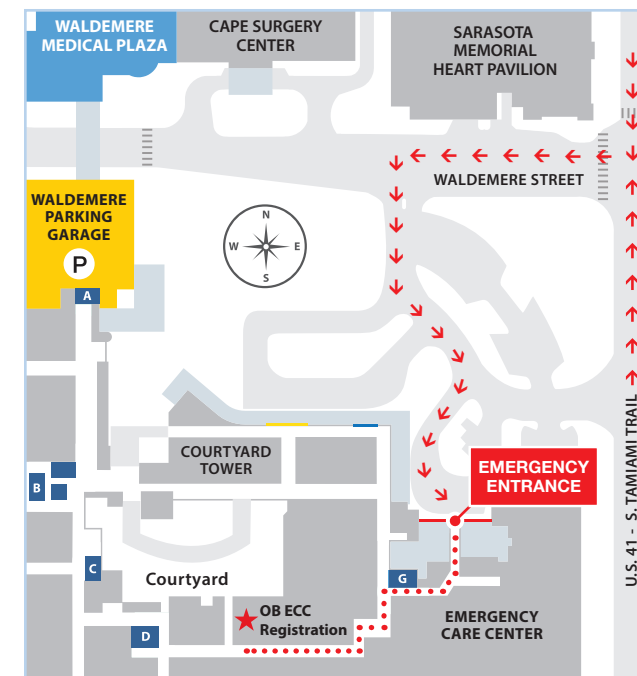 WALDEMERE
MEDICAL PLAZA
CAPE SURGERY
CENTER
SARASOTA
MEMORIAL
HEART PAVILION
WALDEMERE STREET
WALDEMERE
PARKING
GARAGE
P
A
N
W
E
S
U.S. 41 - S. TAMIAMI TRAIL
COURTYARD
TOWER
EMERGENCY
ENTRANCE
B
C
Courtyard
G
D
OB ECC
Registration
EMERGENCY
CARE CENTER